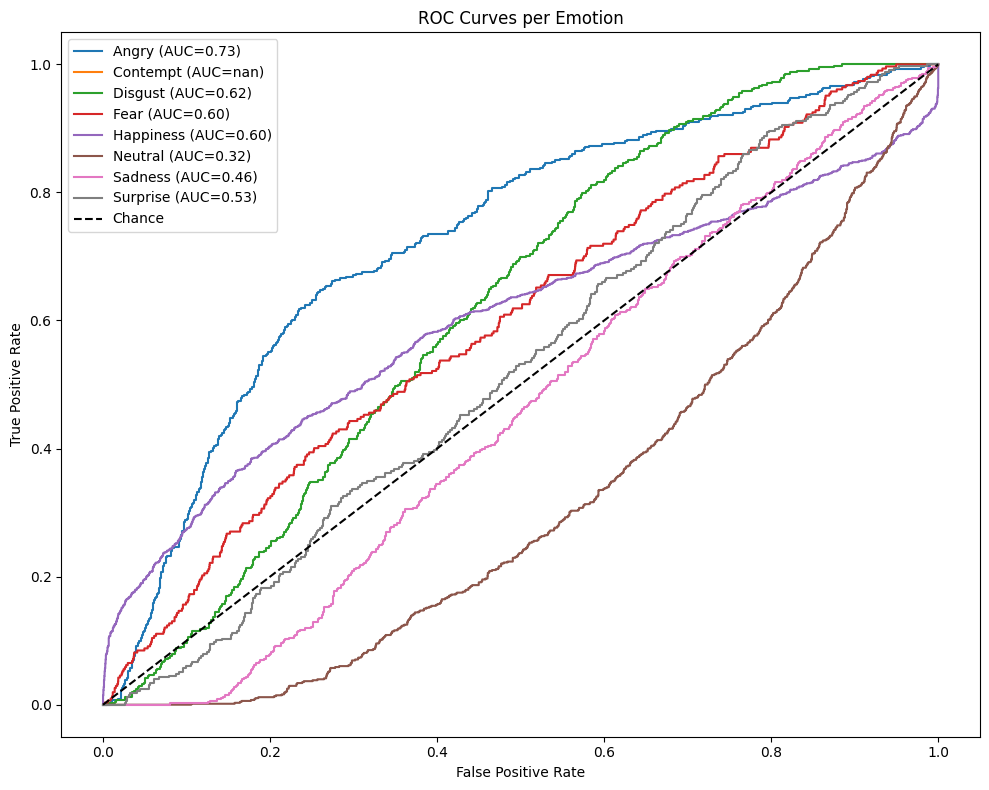 ROC Curves per Emotion
Angry (AUC=0.73)
Contempt (AUC=nan)
Disgust (AUC=0.62)
Fear (AUC=0.60)
Happiness (AUC=0.60)
Neutral (AUC=0.32)
Sadness (AUC=0.46)
Surprise (AUC=0.53)
Chance
True Positive Rate
1.0
0.8
0.6
0.4
0.2
0.0
0.0 0.2 0.4 0.6 0.8 1.0
False Positive Rate